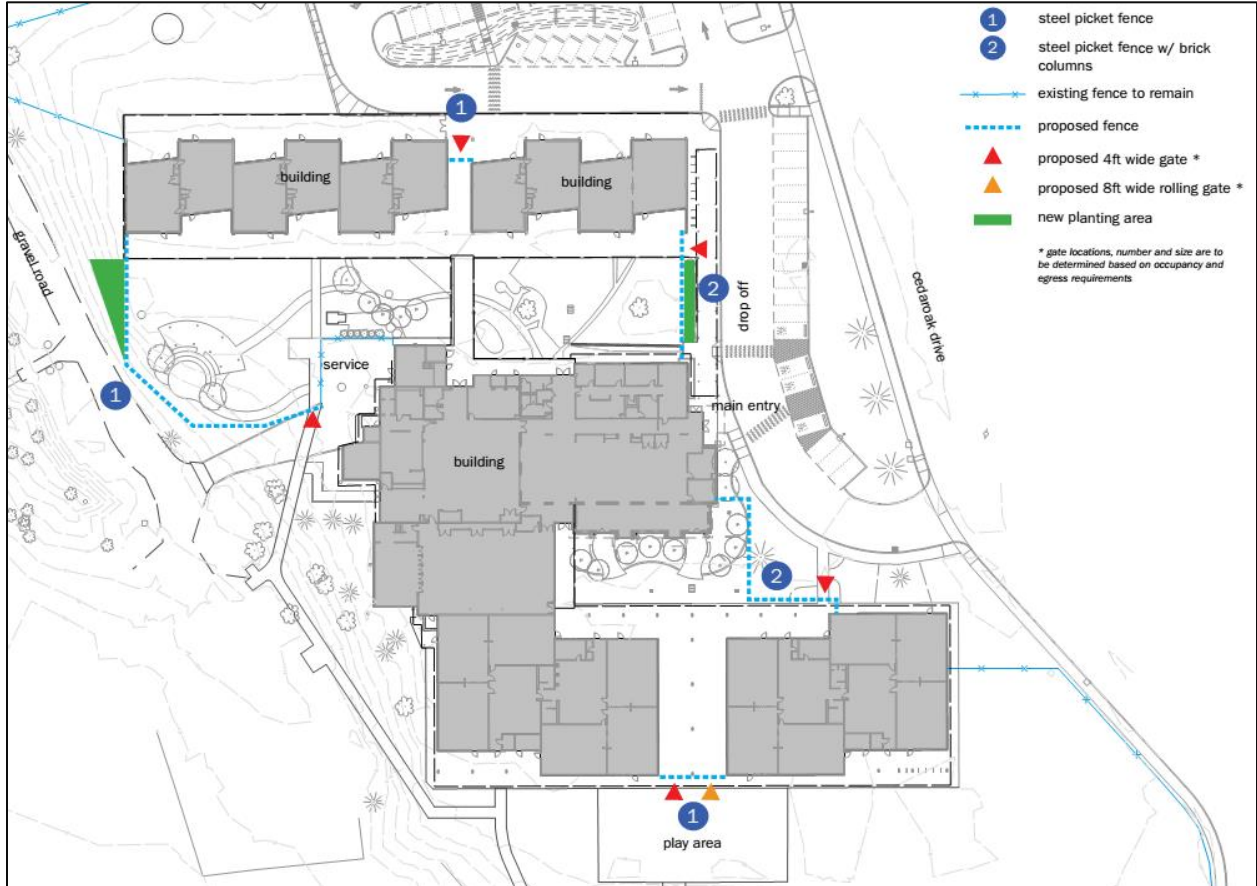 1 steel picket fence
2 steel picket fence w/ brick
columns
existing fence to remain
proposed fence
proposed 4ft wide gate *
proposed 8ft wide rolling gate *
new planting area
* gate locations, number and size are to
be determined based on occupancy and
egress requirements
1
building
building
gravel road
2
drop off
cedaroak drive
service
1
main entry
building
2
1
play area